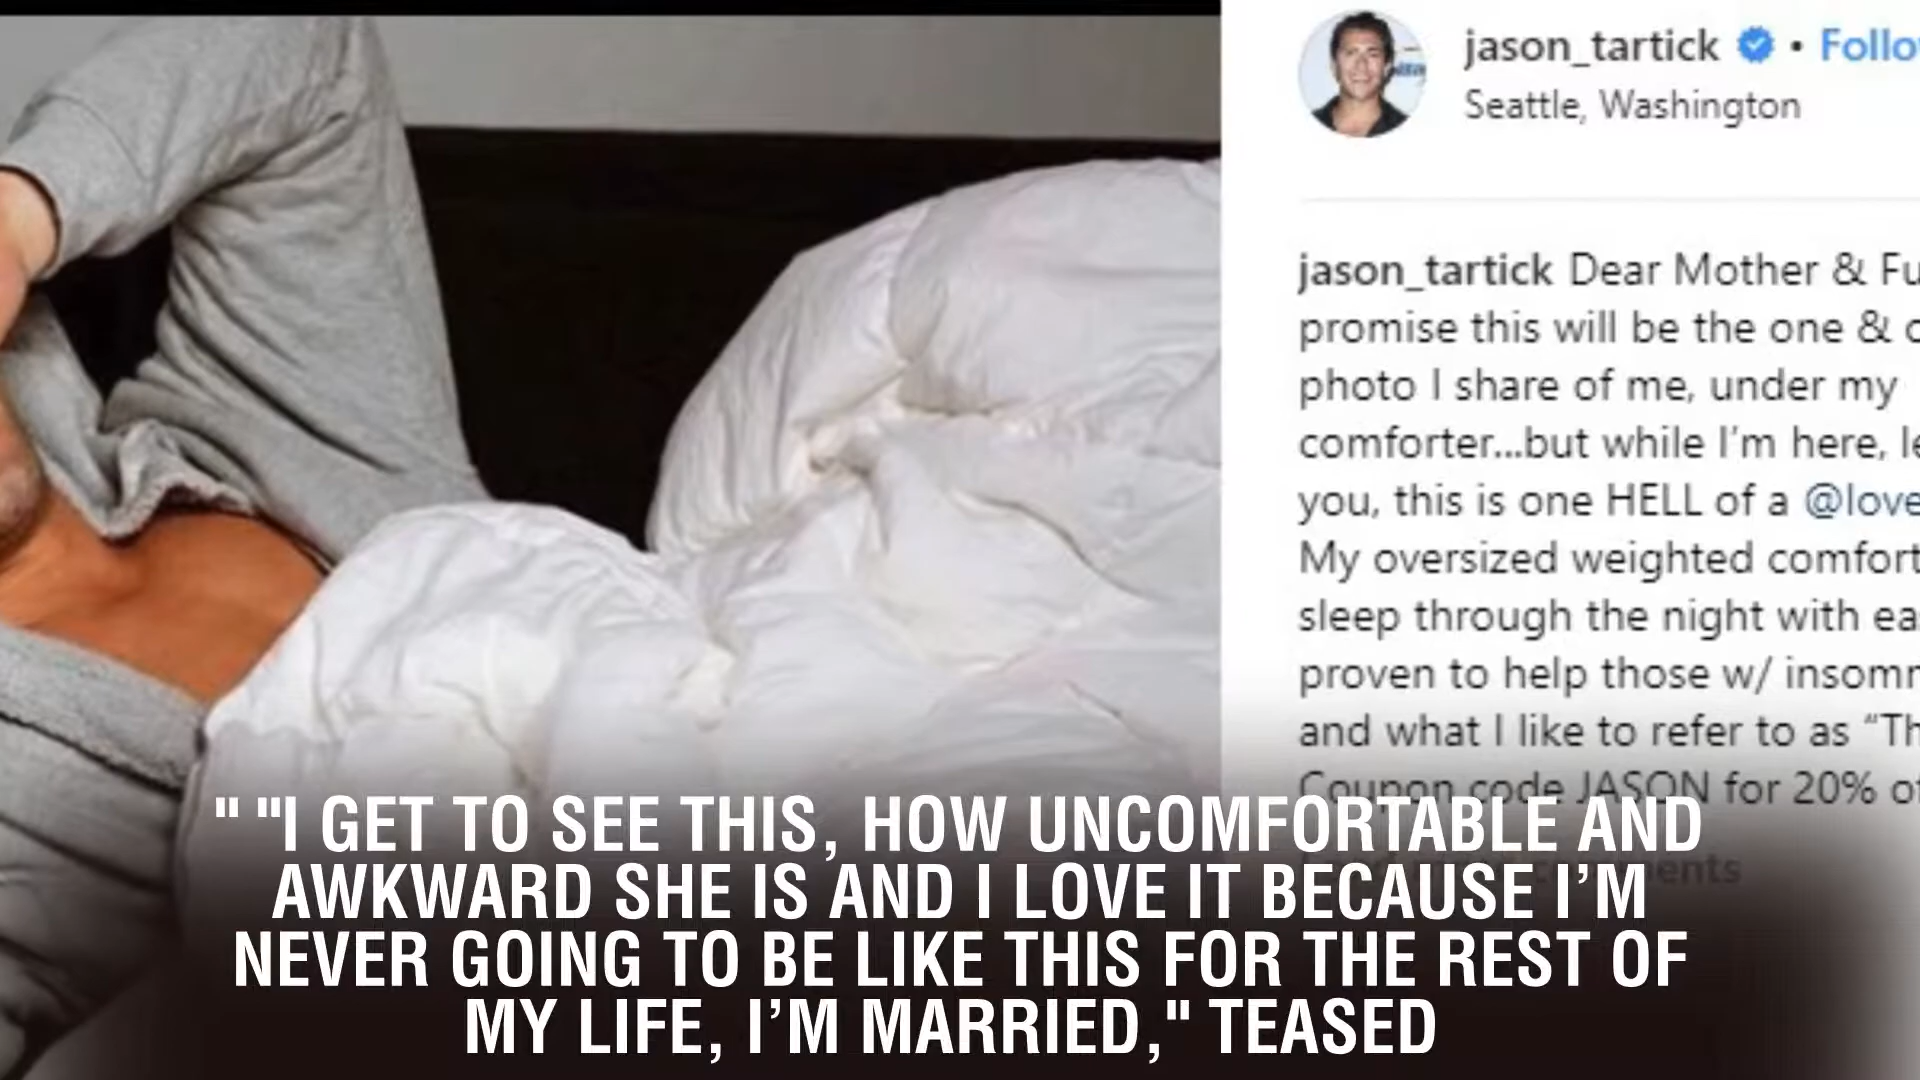 jason_tartick • Follo
Seattle, Washington
jason_tartick Dear Mother & Fu
promise this will be the one & o
photo I share of me, under my
comforter...but while I'm here, le
you, this is one HELL of a @love
My oversized weighted comfort
sleep through the night with ea
proven to help those w/ insomn
and what I like to refer to as “Th
Coupon code JASON for 20% of
" "I GET TO SEE THIS, HOW UNCOMFORTABLE AND
AWKWARD SHE IS AND I LOVE IT BECAUSE I’M
NEVER GOING TO BE LIKE THIS FOR THE REST OF
MY LIFE, I’M MARRIED," TEASED